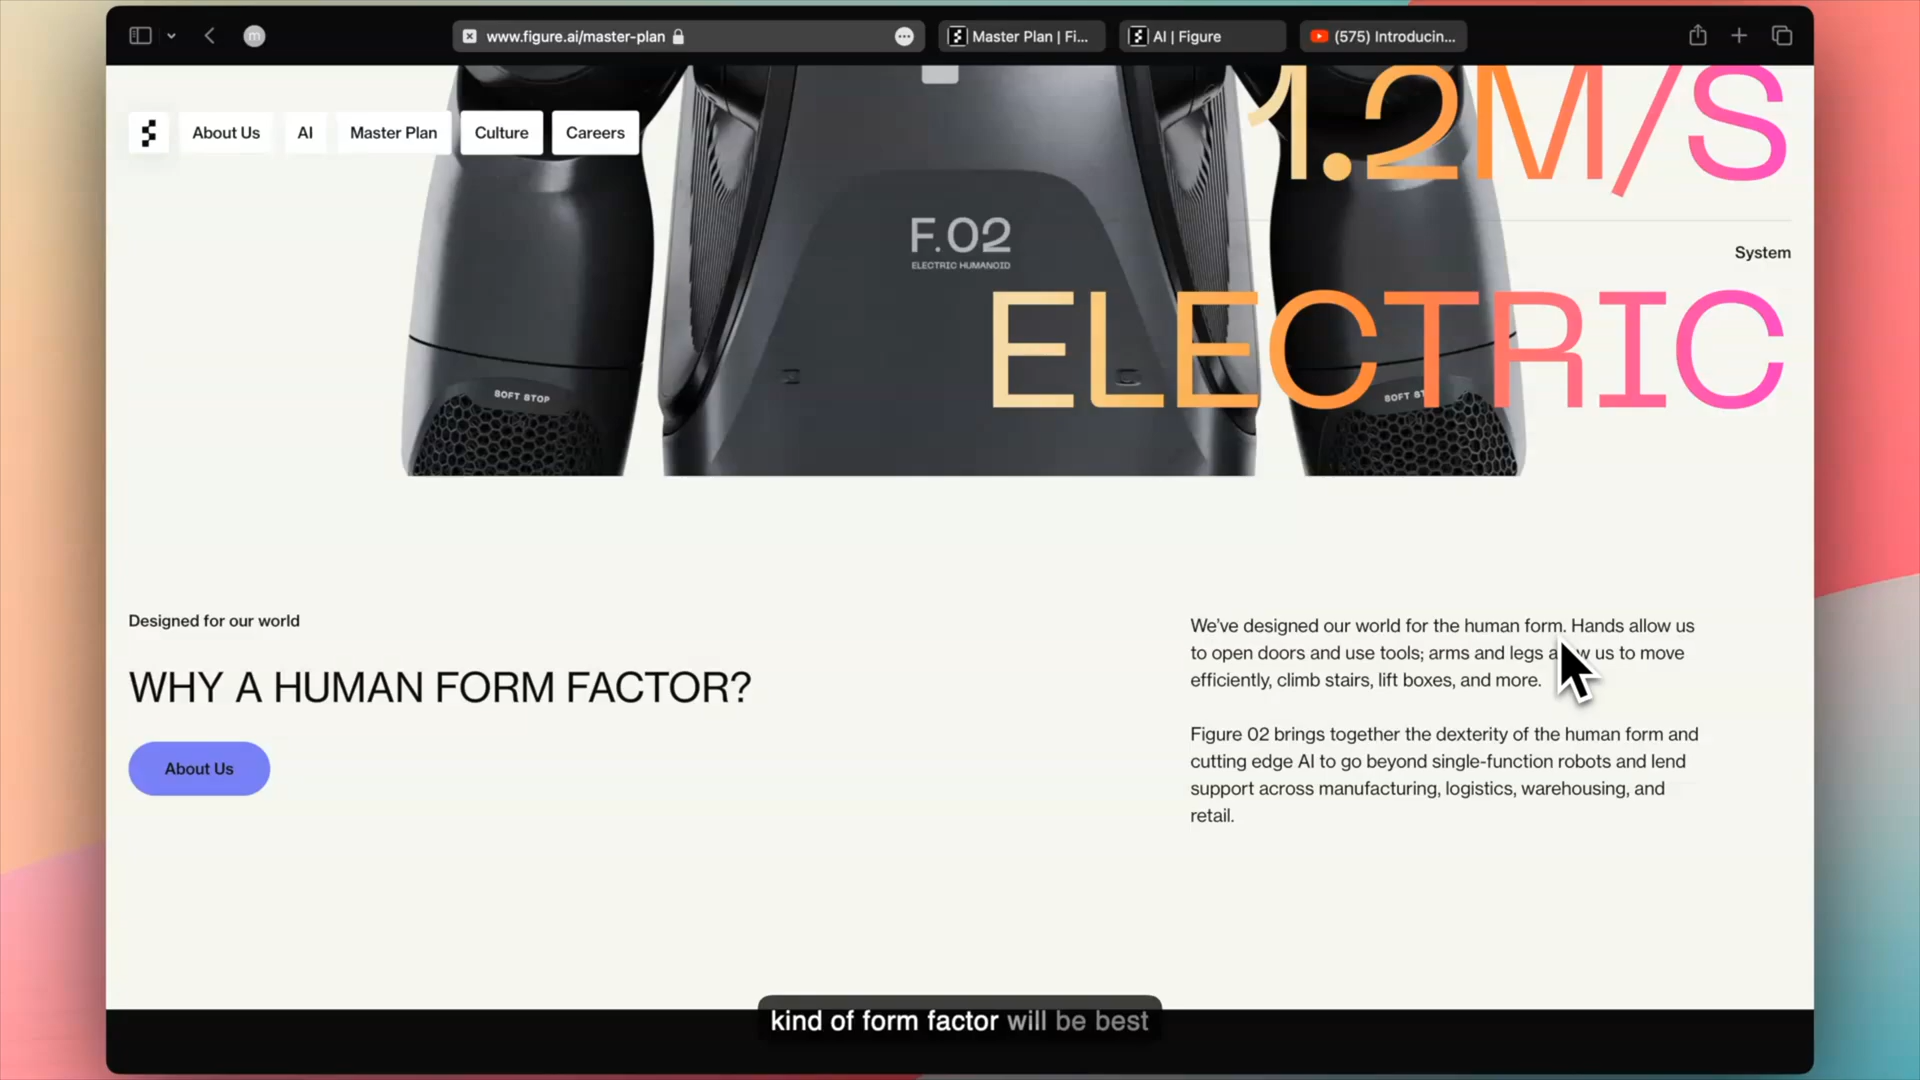 www.figure.ai/master-plan
Master Plan | Fi...
AI | Figure
(575) Introducin...
m
1.2M/S
About Us
AI
Master Plan
Culture
Careers
F.02
ELECTRIC HUMANOID
System
ELECTRIC
SOFT STOP
SOFT ST
Designed for our world
WHY A HUMAN FORM FACTOR?
About Us
We've designed our world for the human form. Hands allow us
to open doors and use tools; arms and legs a w us to move
efficiently, climb stairs, lift boxes, and more.
Figure 02 brings together the dexterity of the human form and
cutting edge AI to go beyond single-function robots and lend
support across manufacturing, logistics, warehousing, and
retail.
kind of form factor will be best